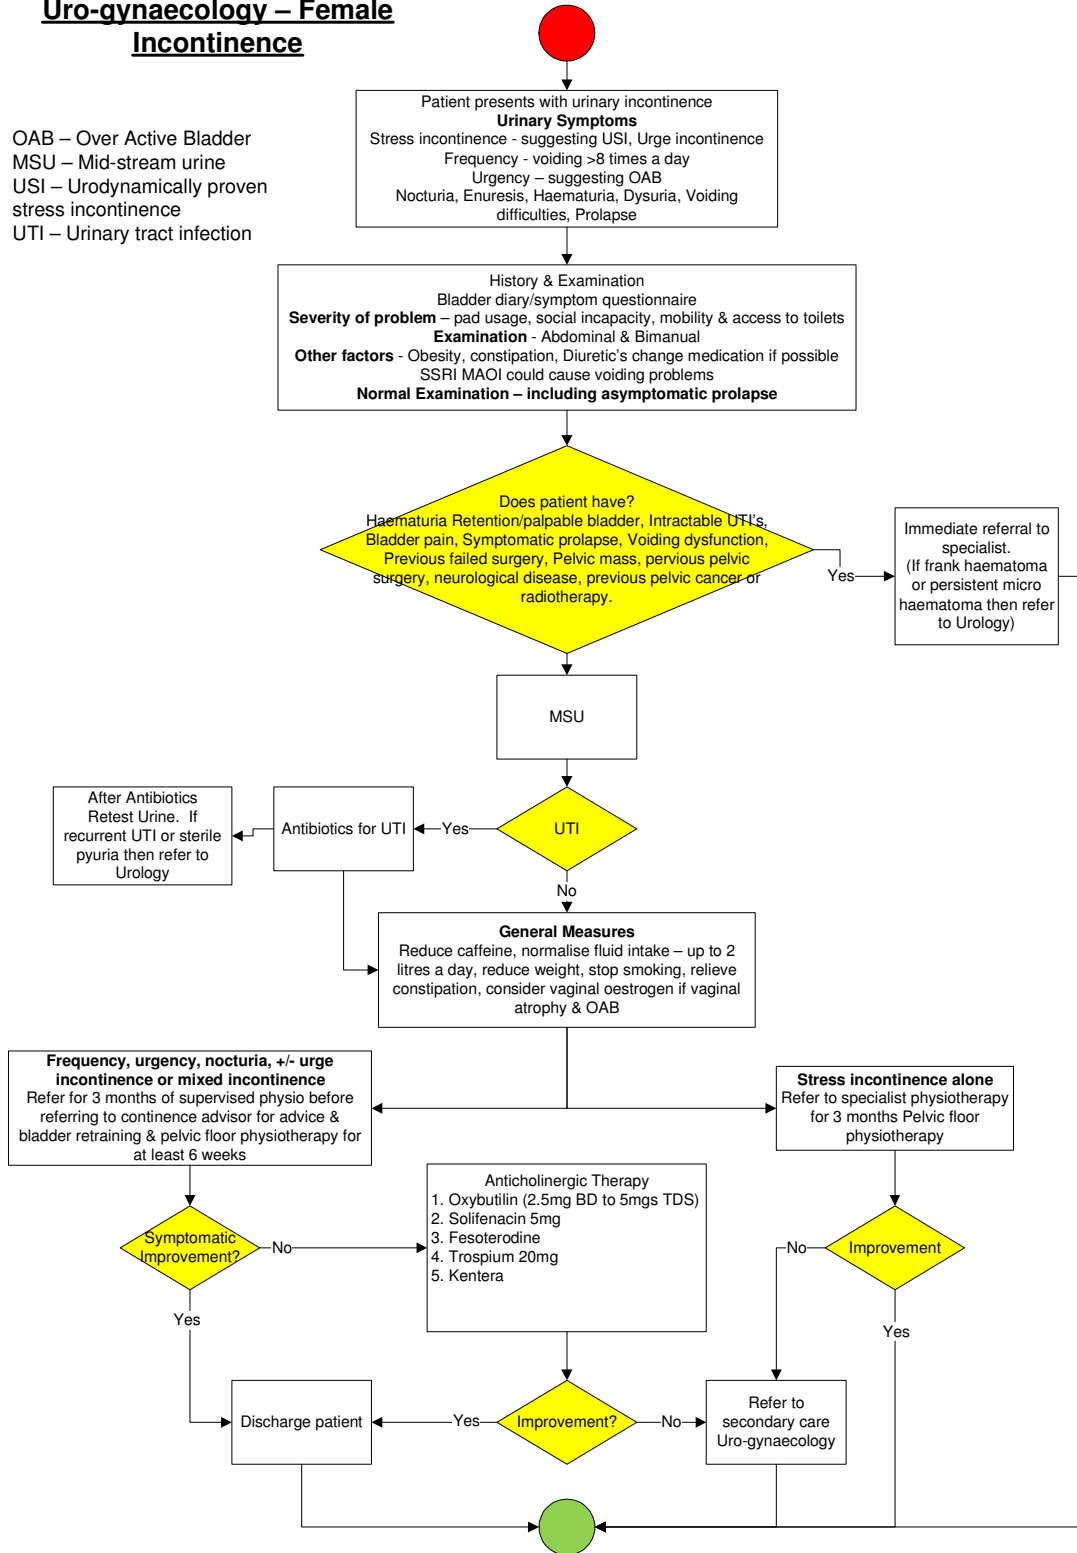 Uro-gynaecology – Female
Incontinence
OAB – Over Active Bladder
MSU – Mid-stream urine
USI – Urodynamically proven
stress incontinence
UTI – Urinary tract infection
Patient presents with urinary incontinence
Urinary Symptoms
Stress incontinence - suggesting USI, Urge incontinence
Frequency - voiding >8 times a day
Urgency – suggesting OAB
Nocturia, Enuresis, Haematuria, Dysuria, Voiding
difficulties, Prolapse
History & Examination
Bladder diary/symptom questionnaire
Severity of problem – pad usage, social incapacity, mobility & access to toilets
Examination - Abdominal & Bimanual
Other factors - Obesity, constipation, Diuretic's change medication if possible
SSRI MAOI could cause voiding problems
Normal Examination – including asymptomatic prolapse
Does patient have?
Haematuria Retention/palpable bladder, Intractable UTI's,
Bladder pain, Symptomatic prolapse, Voiding dysfunction,
Previous failed surgery, Pelvic mass, pervious pelvic
surgery, neurological disease, previous pelvic cancer or
radiotherapy.
Yes
Immediate referral to
specialist.
(If frank haematoma
or persistent micro
haematoma then refer
to Urology)
MSU
UTI
Yes
Antibiotics for UTI
After Antibiotics
Retest Urine.  If
recurrent UTI or sterile
pyuria then refer to
Urology
No
General Measures
Reduce caffeine, normalise fluid intake – up to 2
litres a day, reduce weight, stop smoking, relieve
constipation, consider vaginal oestrogen if vaginal
atrophy & OAB
Frequency, urgency, nocturia, +/- urge
incontinence or mixed incontinence
Refer for 3 months of supervised physio before
referring to continence advisor for advice &
bladder retraining & pelvic floor physiotherapy for
at least 6 weeks
Stress incontinence alone
Refer to specialist physiotherapy
for 3 months Pelvic floor
physiotherapy
Symptomatic
Improvement?
No
Anticholinergic Therapy
1. Oxybutilin (2.5mg BD to 5mgs TDS)
2. Solifenacin 5mg
3. Fesoterodine
4. Trospium 20mg
5. Kentera
No
Improvement
Yes
Yes
Discharge patient
Yes
Improvement?
No
Refer to
secondary care
Uro-gynaecology